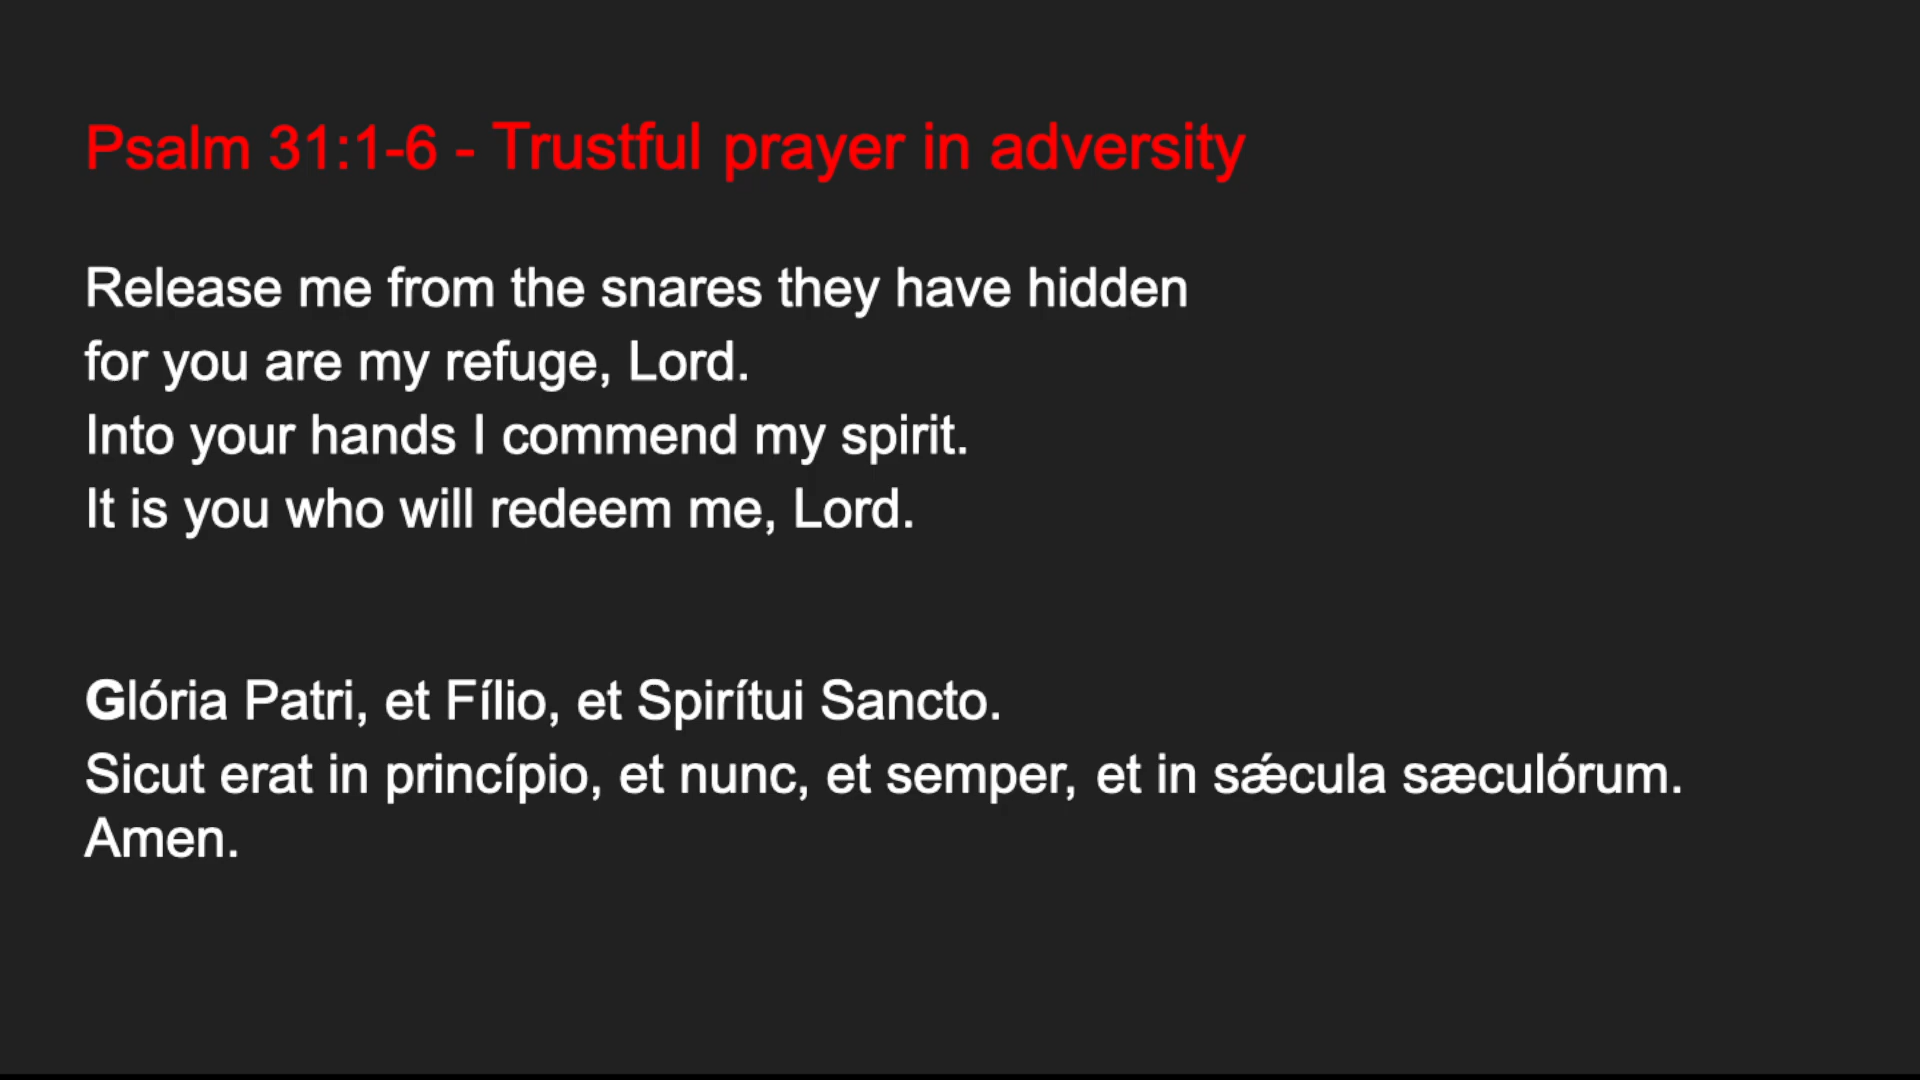 Psalm 31:1-6 - Trustful prayer in adversity
Release me from the snares they have hidden
for you are my refuge, Lord.
Into your hands I commend my spirit.
It is you who will redeem me, Lord.
Glória Patri, et Fílio, et Spirítui Sancto.
Sicut erat in princípio, et nunc, et semper, et in sǽcula sæculórum.
Amen.